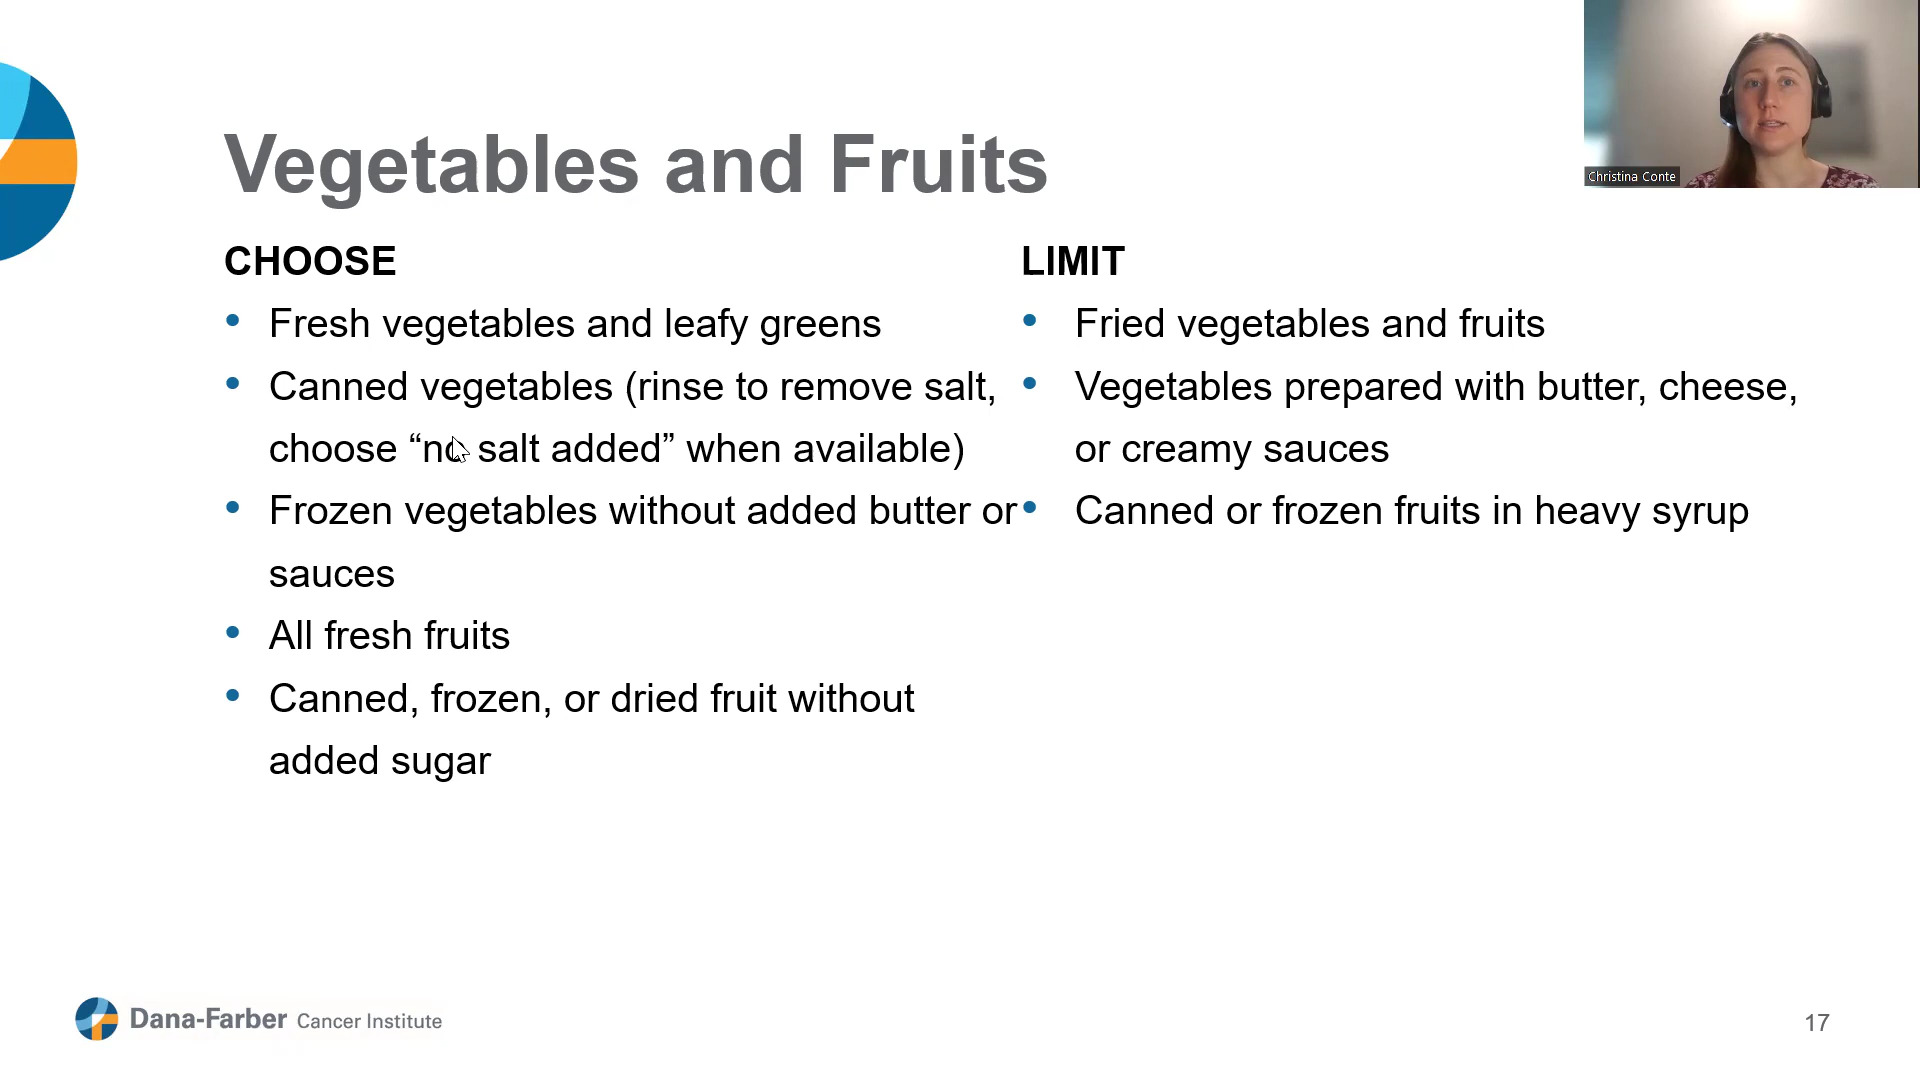 Christina Conte
Vegetables and Fruits
CHOOSE
• Fresh vegetables and leafy greens
• Canned vegetables (rinse to remove salt,
choose “no salt added” when available)
• Frozen vegetables without added butter or
sauces
• All fresh fruits
• Canned, frozen, or dried fruit without
added sugar
LIMIT
• Fried vegetables and fruits
• Vegetables prepared with butter, cheese,
or creamy sauces
• Canned or frozen fruits in heavy syrup
Dana-Farber Cancer Institute
17